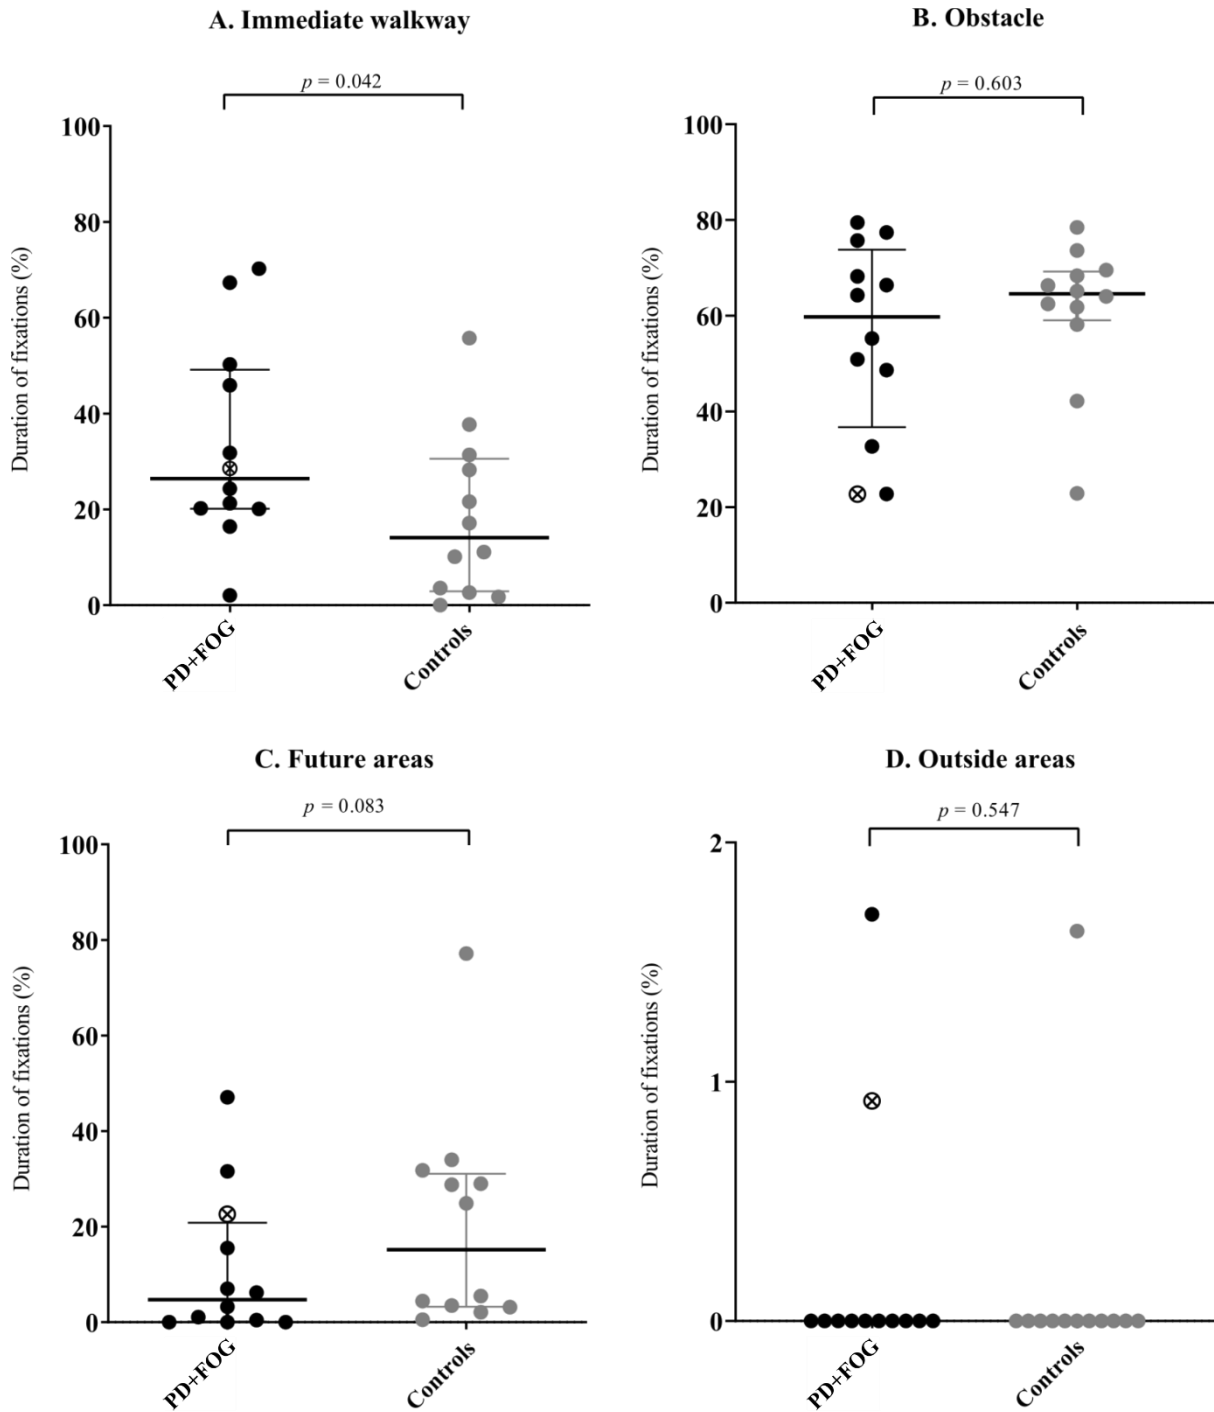 A. Immediate walkway
p = 0.042
Duration of fixations (%)
100
80
60
40
20
0
PD+FOG
Controls
B. Obstacle
p = 0.603
Duration of fixations (%)
100
80
60
40
20
0
PD+FOG
Controls
C. Future areas
p = 0.083
Duration of fixations (%)
100
80
60
40
20
0
PD+FOG
Controls
D. Outside areas
p = 0.547
Duration of fixations (%)
2
1
0
PD+FOG
Controls